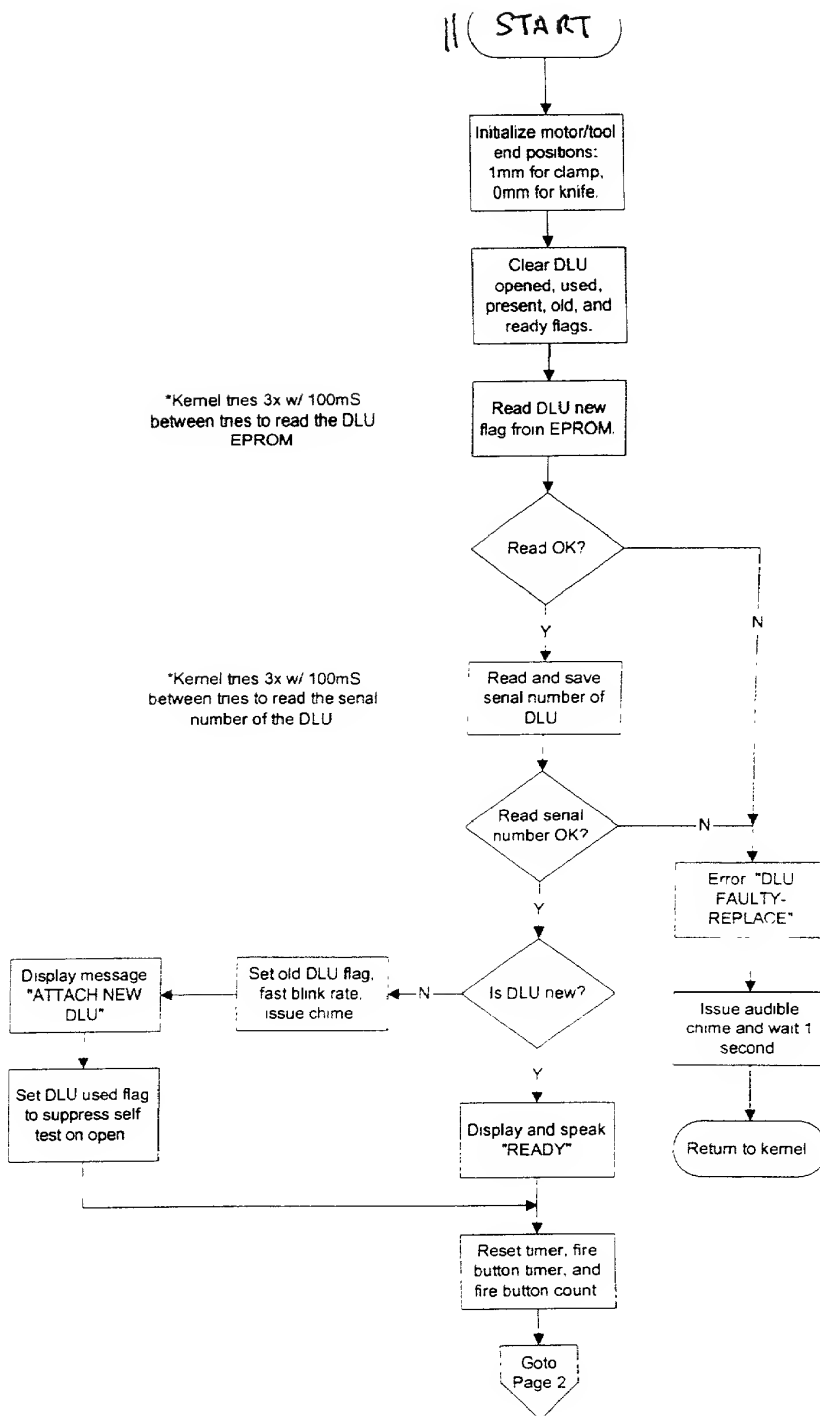 START
Initialize motor/tool
end positions:
1mm for clamp,
0mm for knife.
Clear DLU
opened, used,
present, old, and
ready flags.
*Kernel tries 3x w/ 100mS
between tries to read the DLU
EPROM
Read DLU new
flag from EPROM.
Read OK?
N
Y
*Kernel tries 3x w/ 100mS
between tries to read the serial
number of the DLU
Read and save
serial number of
DLU
Read serial
number OK?
N
Error "DLU
FAULTY-
REPLACE"
Y
Display message
"ATTACH NEW
DLU"
Set old DLU flag,
fast blink rate,
issue chime
N
Is DLU new?
Issue audible
chime and wait 1
second
Y
Set DLU used flag
to suppress self
test on open
Display and speak
"READY"
Return to kernel
Reset timer, fire
button timer, and
fire button count
Goto
Page 2